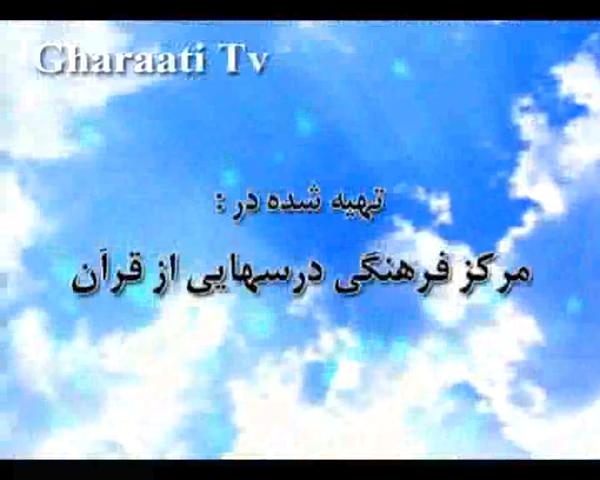 Gharaati Tv
تهیه شده در :
مرکز فرهنگی درسهایی از قرآن